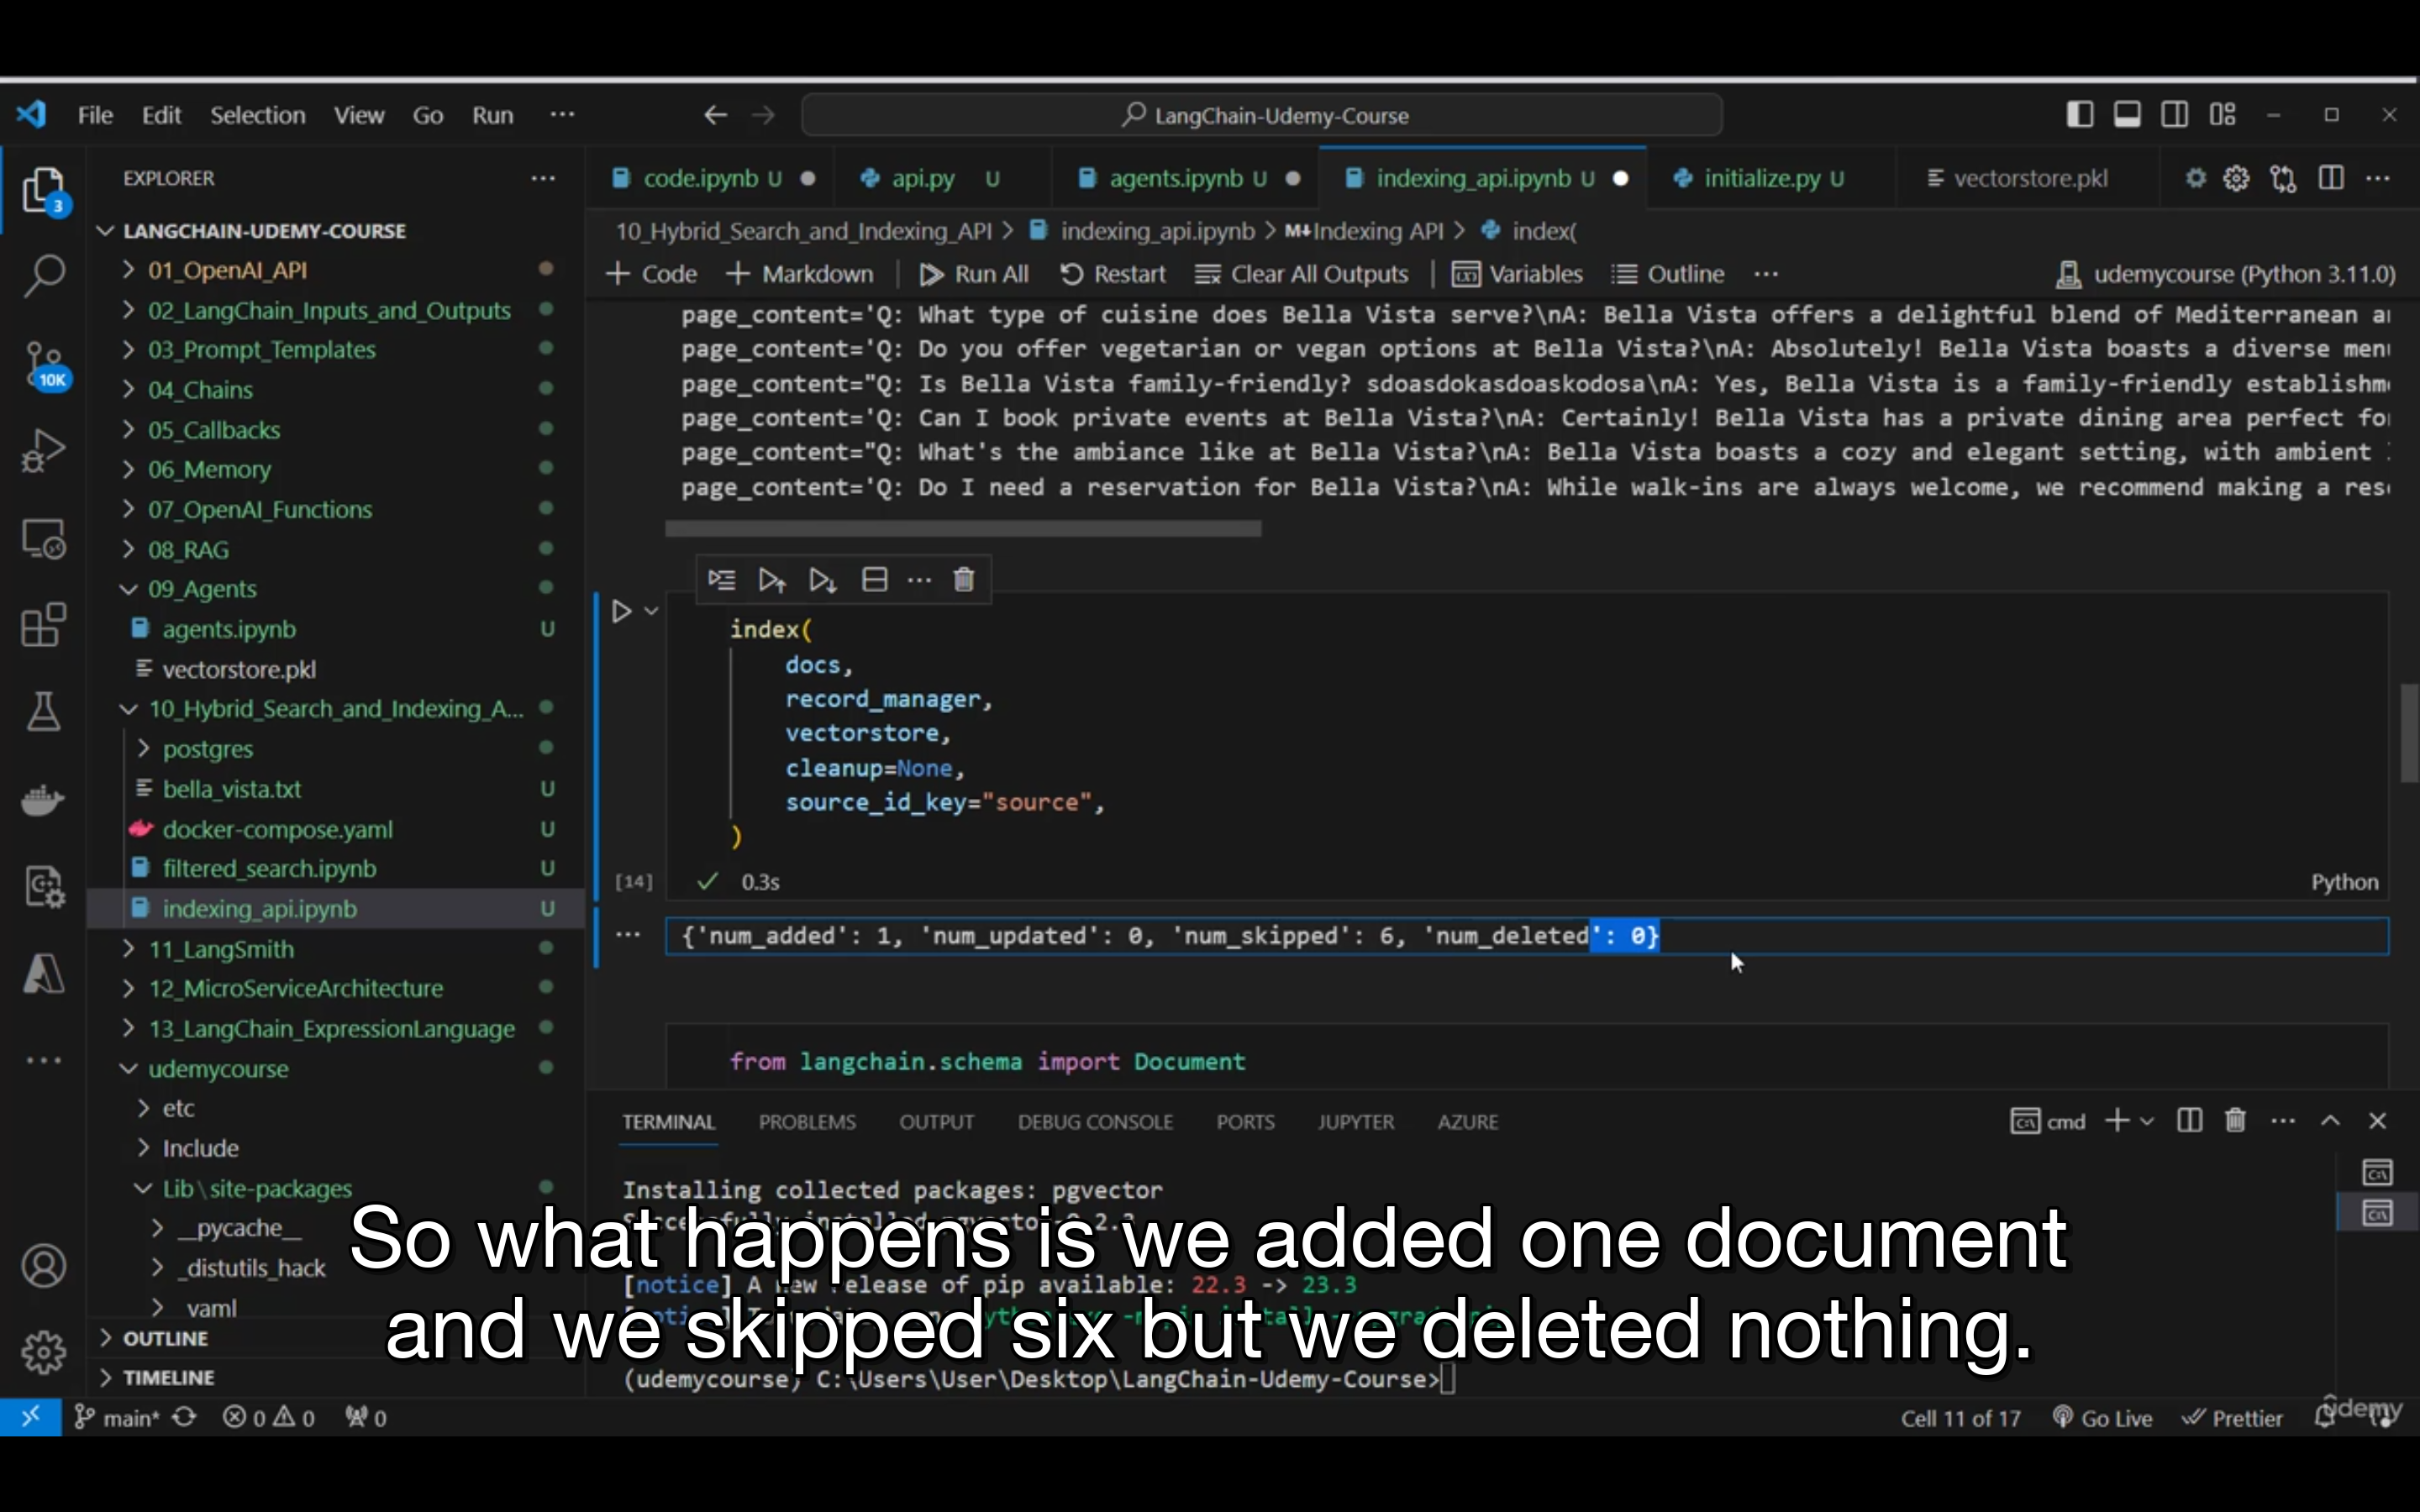 File Edit Selection View Go Run ···
LangChain-Udemy-Course
EXPLORER ···
code.ipynb U
api.py U
agents.ipynb U
indexing_api.ipynb U
initialize.py U
vectorstore.pkl
3
10K
10_Hybrid_Search_and_Indexing_API > indexing_api.ipynb > M↓Indexing API > index(
+ Code + Markdown | Run All Restart Clear All Outputs | Variables Outline ··· udemycourse (Python 3.11.0)
LANGCHAIN-UDEMY-COURSE
01_OpenAI_API
02_LangChain_Inputs_and_Outputs
03_Prompt_Templates
04_Chains
05_Callbacks
06_Memory
07_OpenAI_Functions
08_RAG
09_Agents
agents.ipynb U
vectorstore.pkl
10_Hybrid_Search_and_Indexing_A...
postgres
bella_vista.txt U
docker-compose.yaml U
filtered_search.ipynb U
indexing_api.ipynb U
11_LangSmith
12_MicroServiceArchitecture
13_LangChain_ExpressionLanguage
udemycourse
etc
Include
Lib\site-packages
__pycache__
_distutils_hack
yaml
OUTLINE
TIMELINE
page_content='Q: What type of cuisine does Bella Vista serve?\nA: Bella Vista offers a delightful blend of Mediterranean
page_content='Q: Do you offer vegetarian or vegan options at Bella Vista?\nA: Absolutely! Bella Vista boasts a diverse
page_content="Q: Is Bella Vista family-friendly? sdoasdokasdoaskodosa\nA: Yes, Bella Vista is a family-friendly
page_content='Q: Can I book private events at Bella Vista?\nA: Certainly! Bella Vista has a private dining area perfect
page_content="Q: What's the ambiance like at Bella Vista?\nA: Bella Vista boasts a cozy and elegant setting, with ambient
page_content='Q: Do I need a reservation for Bella Vista?\nA: While walk-ins are always welcome, we recommend making a
index(
docs,
record_manager,
vectorstore,
cleanup=None,
source_id_key="source",
)
[14] ✓ 0.3s Python
{'num_added': 1, 'num_updated': 0, 'num_skipped': 6, 'num_deleted': 0}
from langchain.schema import Document
TERMINAL PROBLEMS OUTPUT DEBUG CONSOLE PORTS JUPYTER AZURE cmd
Installing collected packages: pgvector
[notice] A new release of pip available: 22.3 -> 23.3
(udemycourse) C:\Users\User\Desktop\LangChain-Udemy-Course>
So what happens is we added one document
and we skipped six but we deleted nothing.
main* 0 0 0 Cell 11 of 17 Go Live Prettier
udemy